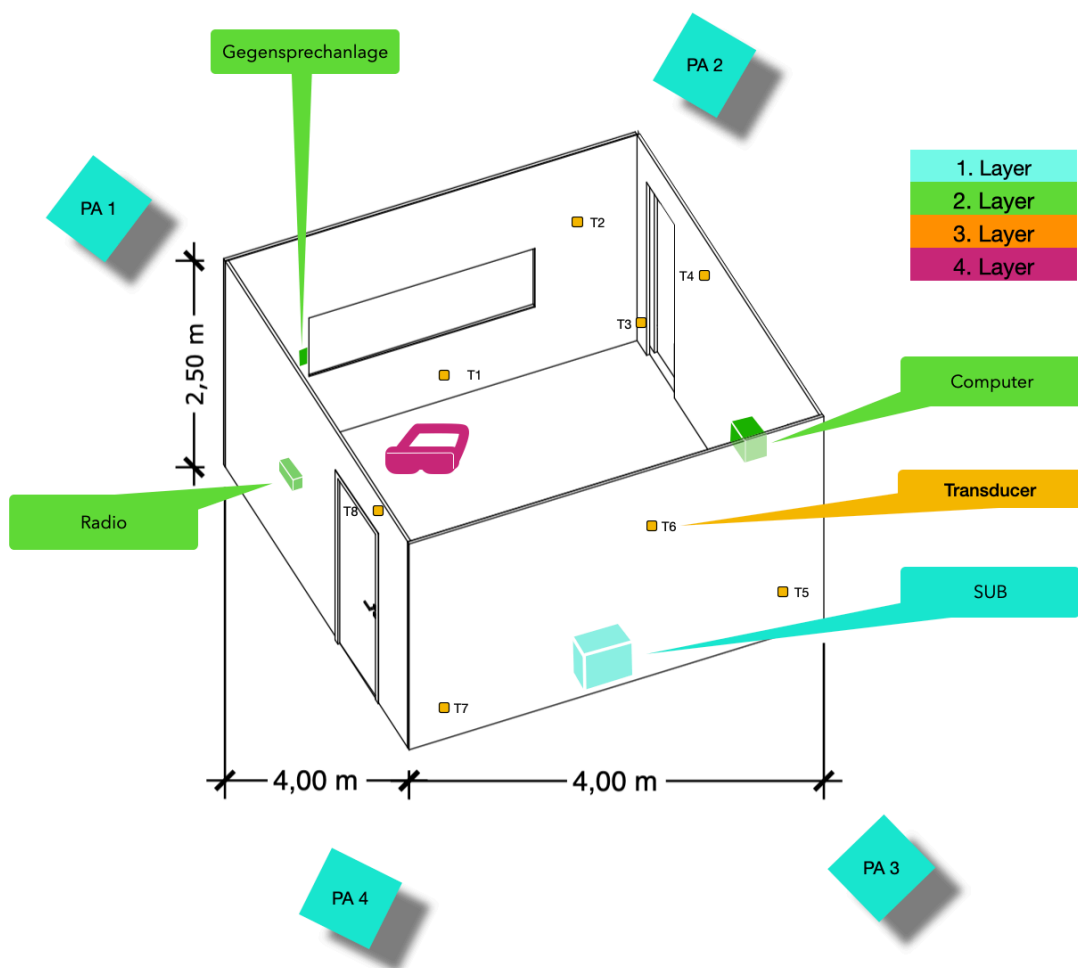 Gegensprechanlage
PA 2
PA 1
1. Layer
2. Layer
3. Layer
4. Layer
T2
T4
T3
2,50 m
T1
Computer
Radio
T8
Transducer
T6
SUB
T5
T7
4,00 m
4,00 m
PA 3
PA 4